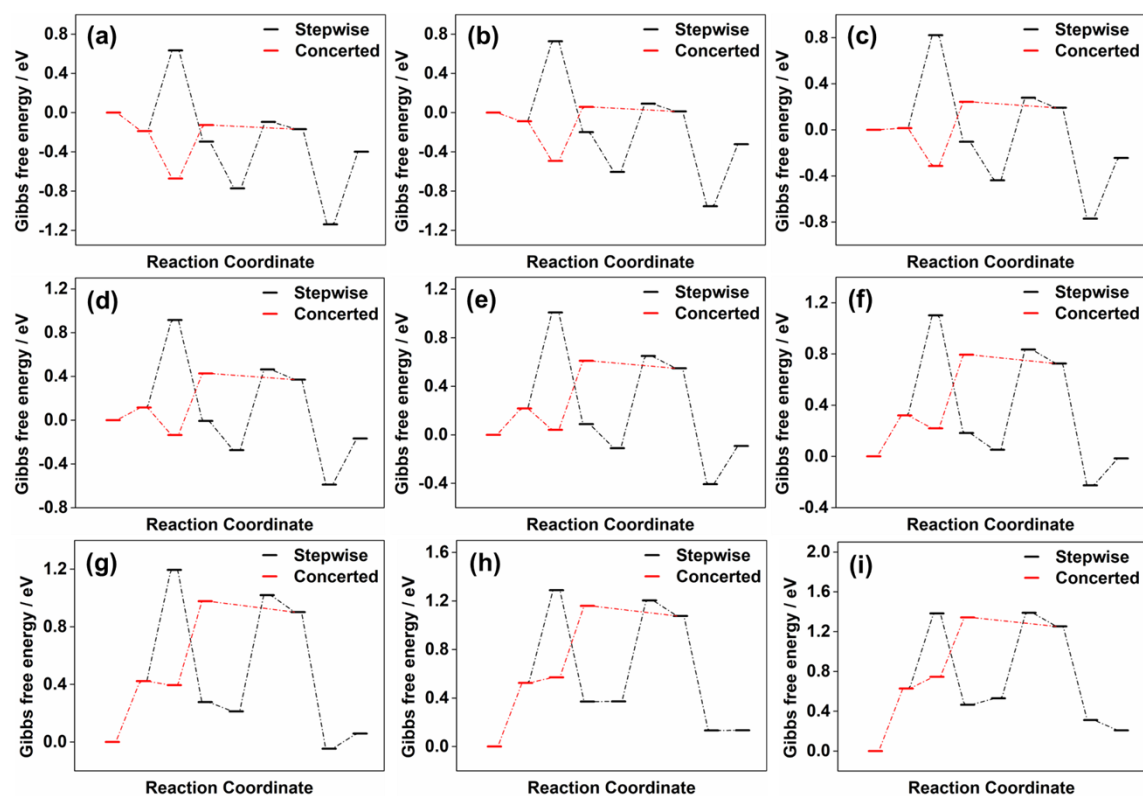 (a)
Stepwise
Concerted
Gibbs free energy / eV
0.8
0.4
0.0
-0.4
-0.8
-1.2
Reaction Coordinate
(b)
Stepwise
Concerted
Gibbs free energy / eV
0.8
0.4
0.0
-0.4
-0.8
-1.2
Reaction Coordinate
(c)
Stepwise
Concerted
Gibbs free energy / eV
0.8
0.4
0.0
-0.4
-0.8
Reaction Coordinate
(d)
Stepwise
Concerted
Gibbs free energy / eV
1.2
0.8
0.4
0.0
-0.4
-0.8
Reaction Coordinate
(e)
Stepwise
Concerted
Gibbs free energy / eV
1.2
0.8
0.4
0.0
-0.4
Reaction Coordinate
(f)
Stepwise
Concerted
Gibbs free energy / eV
1.2
0.8
0.4
0.0
-0.4
Reaction Coordinate
(g)
Stepwise
Concerted
Gibbs free energy / eV
1.2
0.8
0.4
0.0
Reaction Coordinate
(h)
Stepwise
Concerted
Gibbs free energy / eV
1.6
1.2
0.8
0.4
0.0
Reaction Coordinate
(i)
Stepwise
Concerted
Gibbs free energy / eV
2.0
1.6
1.2
0.8
0.4
0.0
Reaction Coordinate